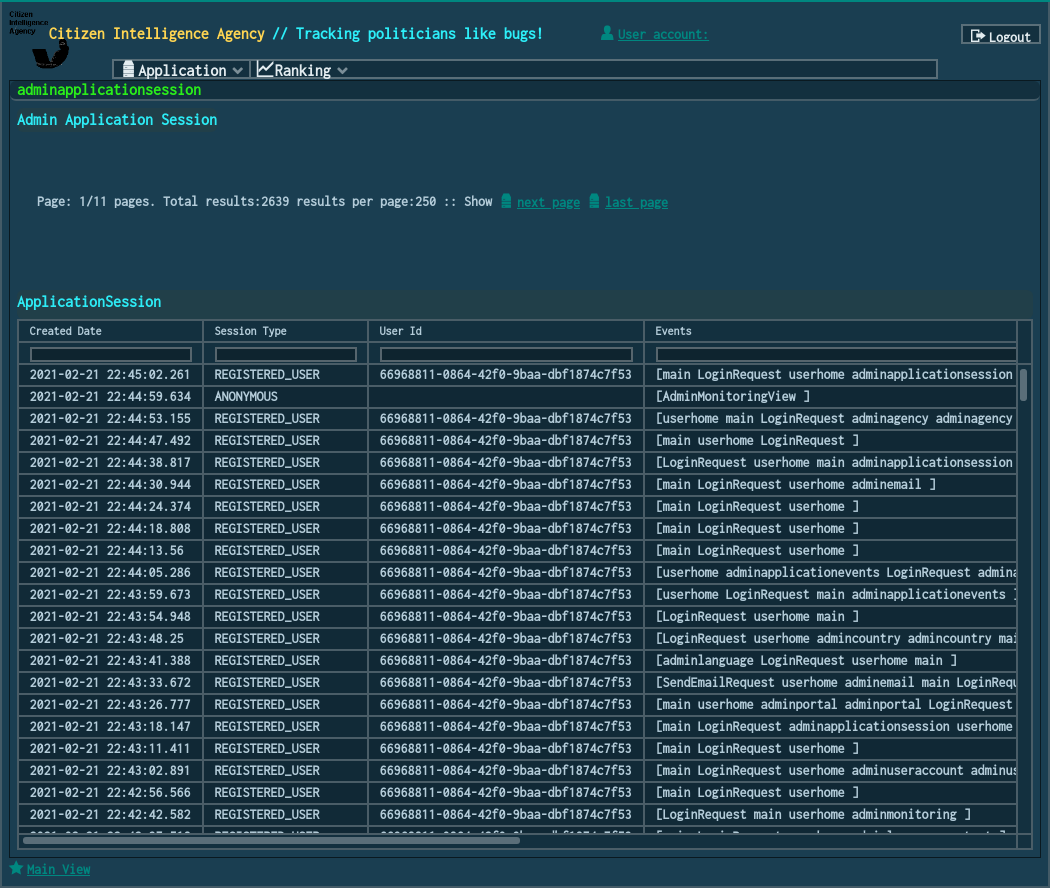 Citizen
Intelligence
Agency
Citizen Intelligence Agency // Tracking politicians like bugs!
User account:
Logout
Application
Ranking
adminapplicationsession
Admin Application Session
Page: 1/11 pages. Total results:2639 results per page:250 :: Show next page last page
ApplicationSession
Created Date Session Type User Id Events
2021-02-21 22:45:02.261 REGISTERED_USER 66968811-0864-42f0-9baa-dbf1874c7f53 [main LoginRequest userhome adminapplicationsession
2021-02-21 22:44:59.634 ANONYMOUS [AdminMonitoringView ]
2021-02-21 22:44:53.155 REGISTERED_USER 66968811-0864-42f0-9baa-dbf1874c7f53 [userhome main LoginRequest adminagency adminagency
2021-02-21 22:44:47.492 REGISTERED_USER 66968811-0864-42f0-9baa-dbf1874c7f53 [main userhome LoginRequest ]
2021-02-21 22:44:38.817 REGISTERED_USER 66968811-0864-42f0-9baa-dbf1874c7f53 [LoginRequest userhome main adminapplicationsession
2021-02-21 22:44:30.944 REGISTERED_USER 66968811-0864-42f0-9baa-dbf1874c7f53 [main LoginRequest userhome adminemail ]
2021-02-21 22:44:24.374 REGISTERED_USER 66968811-0864-42f0-9baa-dbf1874c7f53 [main LoginRequest userhome ]
2021-02-21 22:44:18.808 REGISTERED_USER 66968811-0864-42f0-9baa-dbf1874c7f53 [main LoginRequest userhome ]
2021-02-21 22:44:13.56 REGISTERED_USER 66968811-0864-42f0-9baa-dbf1874c7f53 [main LoginRequest userhome ]
2021-02-21 22:44:05.286 REGISTERED_USER 66968811-0864-42f0-9baa-dbf1874c7f53 [userhome adminapplicationevents LoginRequest admina
2021-02-21 22:43:59.673 REGISTERED_USER 66968811-0864-42f0-9baa-dbf1874c7f53 [userhome LoginRequest main adminapplicationevents ]
2021-02-21 22:43:54.948 REGISTERED_USER 66968811-0864-42f0-9baa-dbf1874c7f53 [LoginRequest userhome main ]
2021-02-21 22:43:48.25 REGISTERED_USER 66968811-0864-42f0-9baa-dbf1874c7f53 [LoginRequest userhome admincountry admincountry mai
2021-02-21 22:43:41.388 REGISTERED_USER 66968811-0864-42f0-9baa-dbf1874c7f53 [adminlanguage LoginRequest userhome main ]
2021-02-21 22:43:33.672 REGISTERED_USER 66968811-0864-42f0-9baa-dbf1874c7f53 [SendEmailRequest userhome adminemail main LoginRequ
2021-02-21 22:43:26.777 REGISTERED_USER 66968811-0864-42f0-9baa-dbf1874c7f53 [main userhome adminportal adminportal LoginRequest
2021-02-21 22:43:18.147 REGISTERED_USER 66968811-0864-42f0-9baa-dbf1874c7f53 [main LoginRequest adminapplicationsession userhome
2021-02-21 22:43:11.411 REGISTERED_USER 66968811-0864-42f0-9baa-dbf1874c7f53 [main LoginRequest userhome ]
2021-02-21 22:43:02.891 REGISTERED_USER 66968811-0864-42f0-9baa-dbf1874c7f53 [main LoginRequest userhome adminuseraccount adminus
2021-02-21 22:42:56.566 REGISTERED_USER 66968811-0864-42f0-9baa-dbf1874c7f53 [main LoginRequest userhome ]
2021-02-21 22:42:42.582 REGISTERED_USER 66968811-0864-42f0-9baa-dbf1874c7f53 [LoginRequest main userhome adminmonitoring ]
Main View